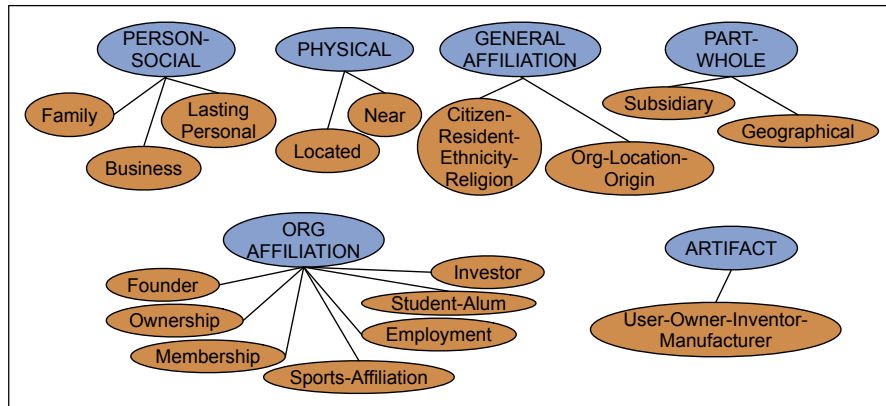 PERSON-
SOCIAL
PHYSICAL
GENERAL
AFFILIATION
PART-
WHOLE
Family
Lasting
Personal
Business
Near
Located
Citizen-
Resident-
Ethnicity-
Religion
Org-Location-
Origin
Subsidiary
Geographical
ORG
AFFILIATION
ARTIFACT
Founder
Ownership
Membership
Sports-Affiliation
Employment
Student-Alum
Investor
User-Owner-Inventor-
Manufacturer